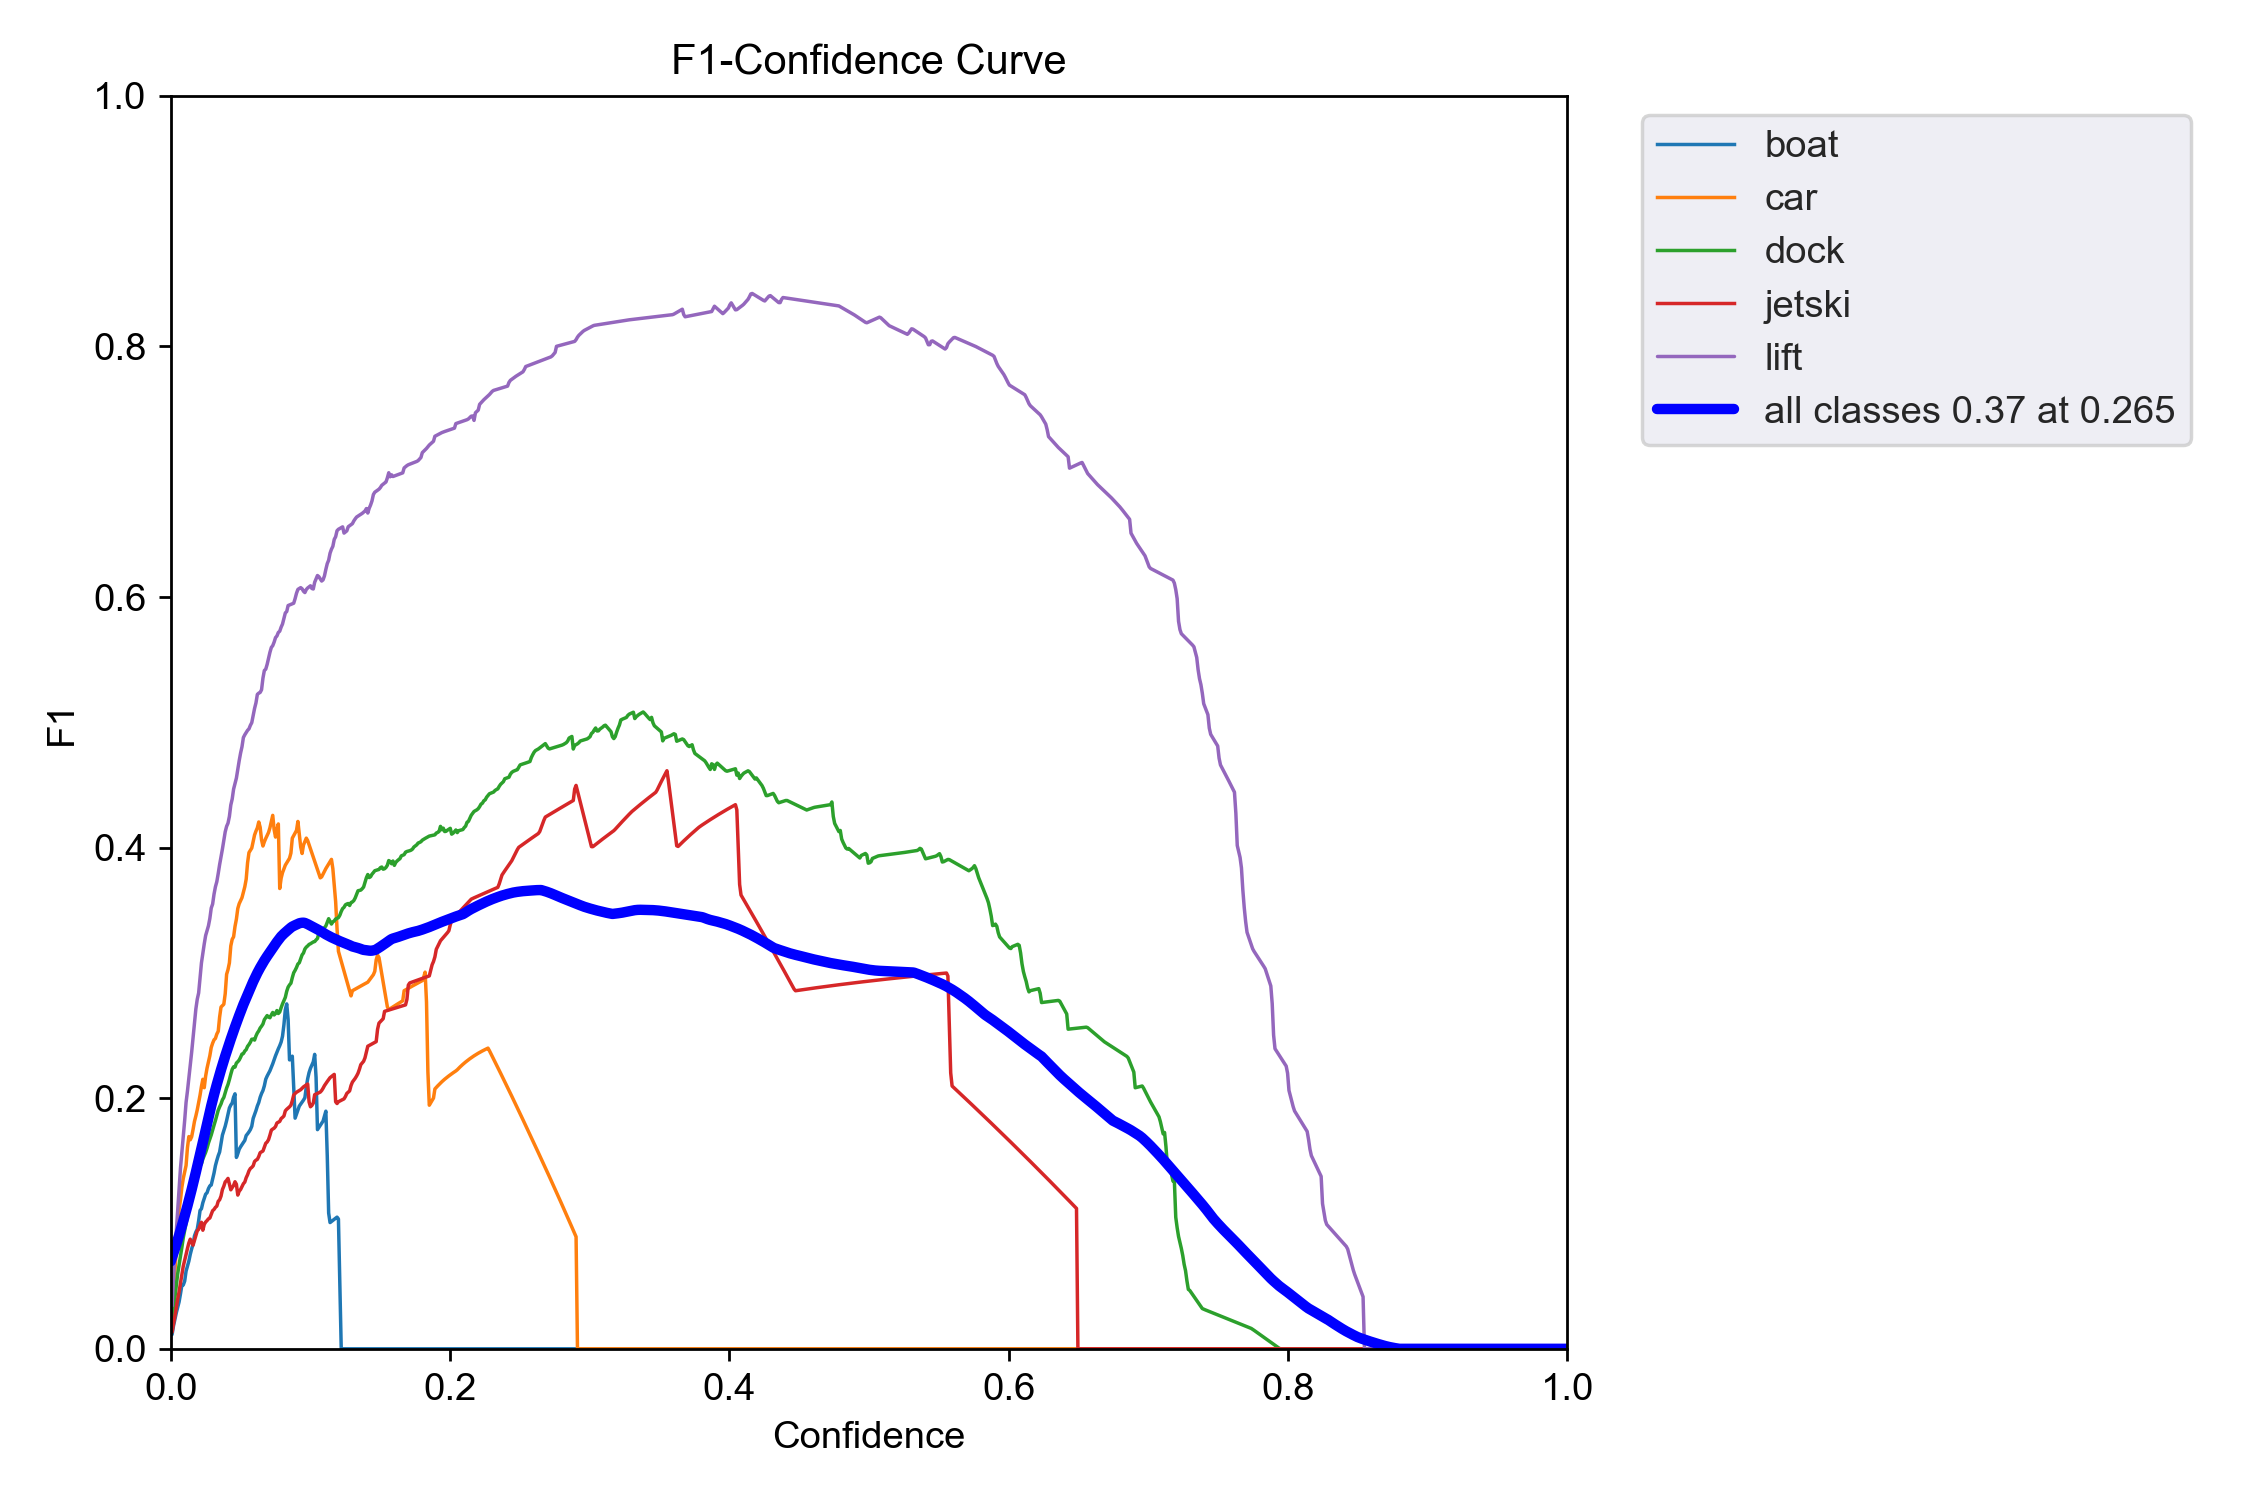 F1-Confidence Curve
1.0
0.8
0.6
0.4
0.2
0.0
F1
0.0 0.2 0.4 0.6 0.8 1.0
Confidence
boat
car
dock
jetski
lift
all classes 0.37 at 0.265